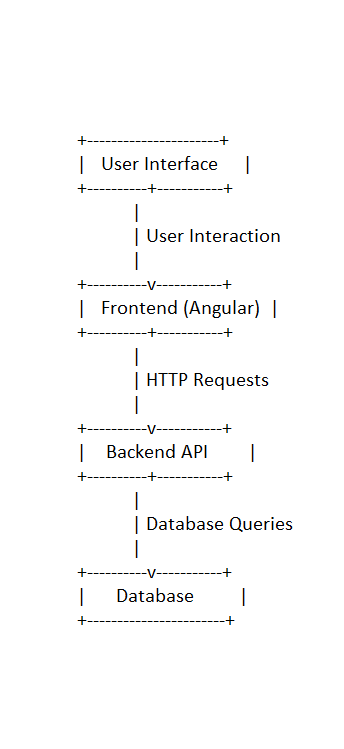 +----------------------+
|   User Interface     |
+----------+-----------+
|
| User Interaction
|
+----------v-----------+
|   Frontend (Angular)  |
+----------+-----------+
|
| HTTP Requests
|
+----------v-----------+
|    Backend API        |
+----------+-----------+
|
| Database Queries
|
+----------v-----------+
|      Database         |
+-----------------------+